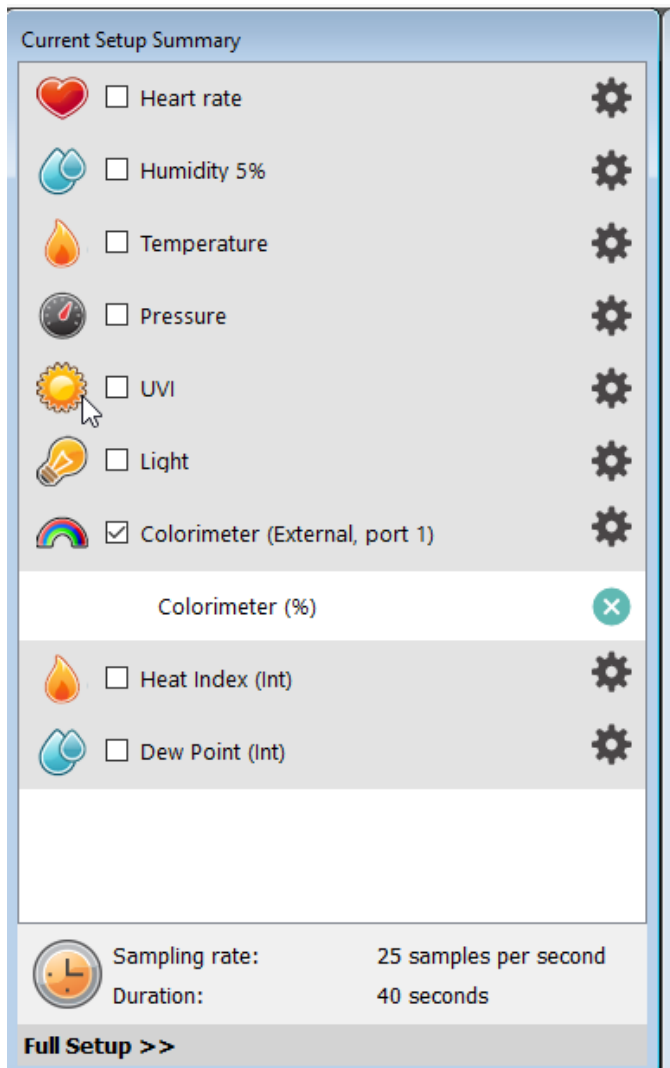 Current Setup Summary
Heart rate
Humidity 5%
Temperature
Pressure
UVI
Light
Colorimeter (External, port 1)
Colorimeter (%)
Heat Index (Int)
Dew Point (Int)
Sampling rate: 25 samples per second
Duration: 40 seconds
Full Setup >>